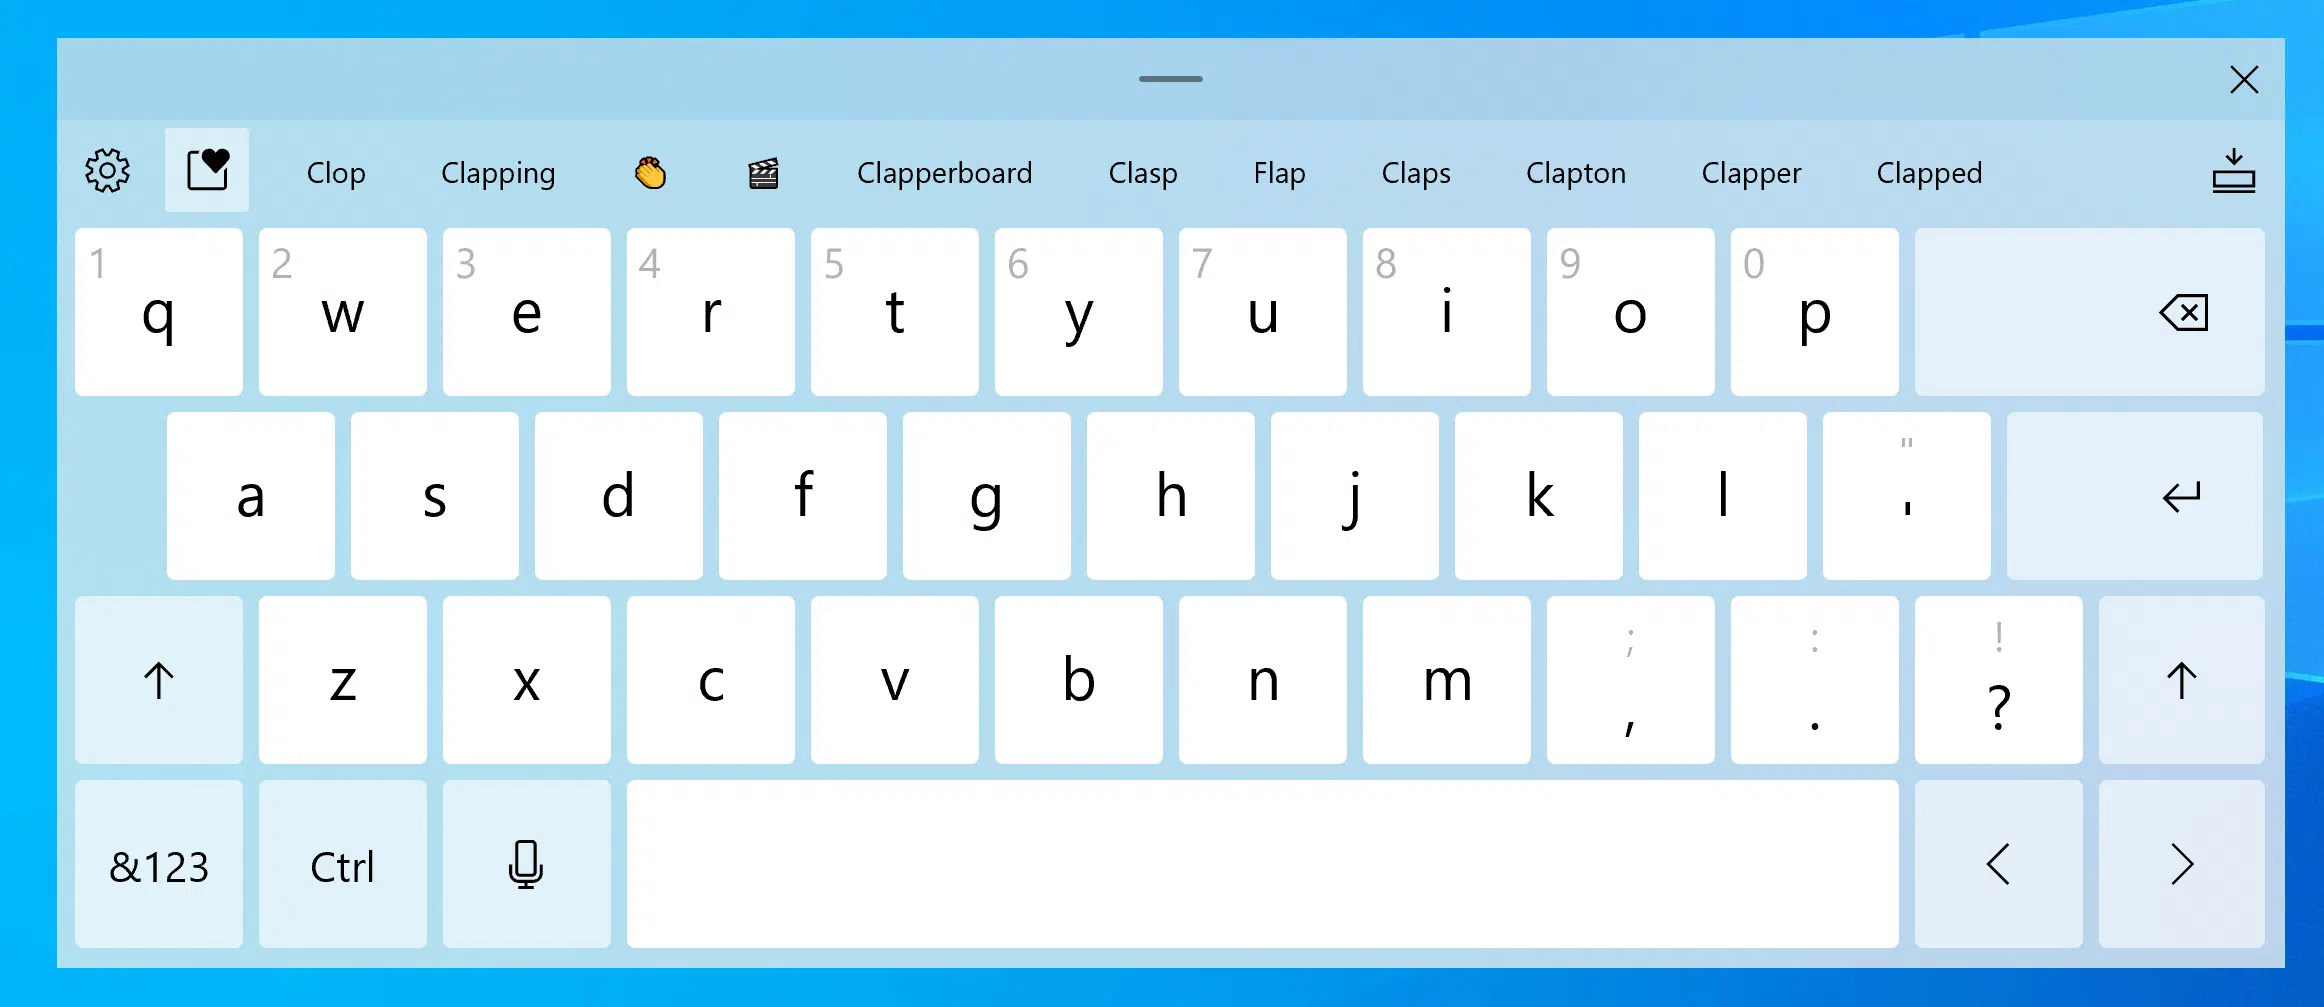 Clop Clapping 👏 🎬 Clapperboard Clasp Flap Claps Clapton Clapper Clapped
1 2 3 4 5 6 7 8 9 0
q w e r t y u i o p
"
a s d f g h j k l '
; : !
z x c v b n m , . ?
&123 Ctrl